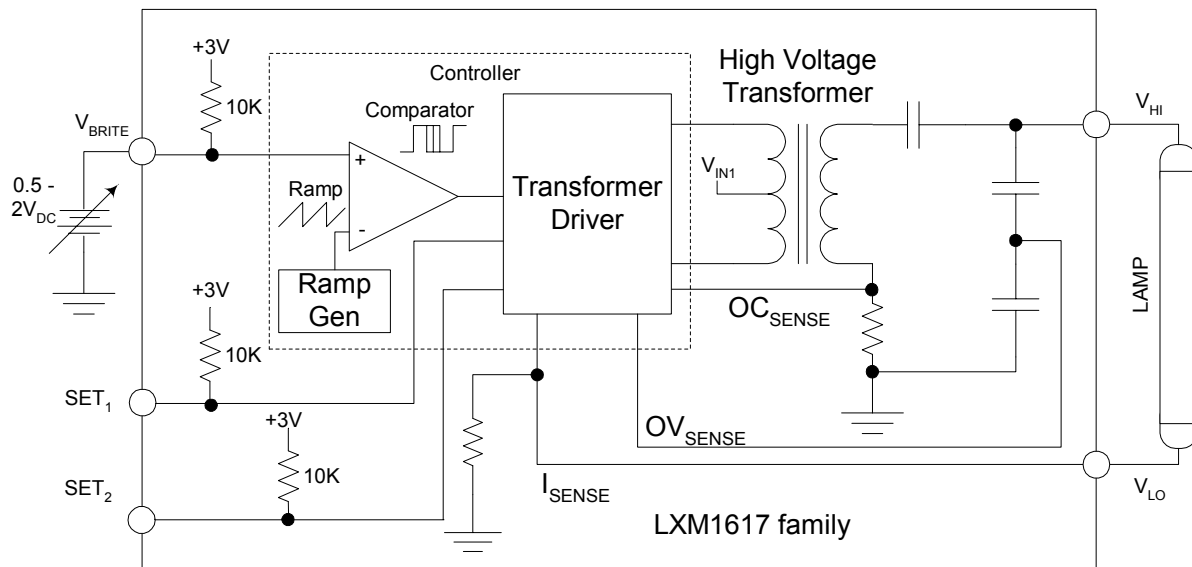 +3V
10K
V_BRITE
0.5 -
2V_DC
Controller
Comparator
+
Ramp
-
Ramp
Gen
Transformer
Driver
High Voltage
Transformer
V_IN1
V_HI
LAMP
V_LO
OC_SENSE
OV_SENSE
I_SENSE
+3V
10K
SET_1
+3V
10K
SET_2
LXM1617 family